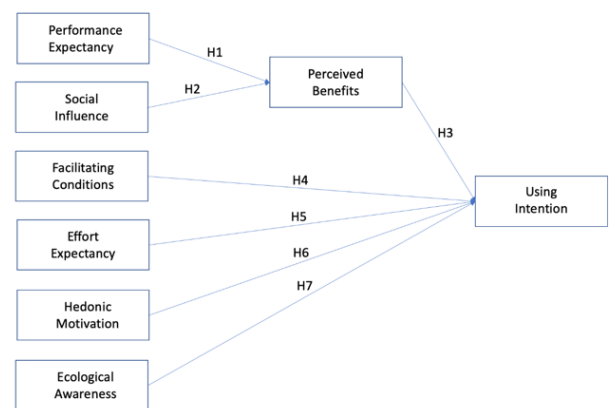 Performance
Expectancy
H1
H2
Perceived
Benefits
Social
Influence
H3
Facilitating
Conditions
H4
Using
Intention
Effort
Expectancy
H5
H6
Hedonic
Motivation
H7
Ecological
Awareness